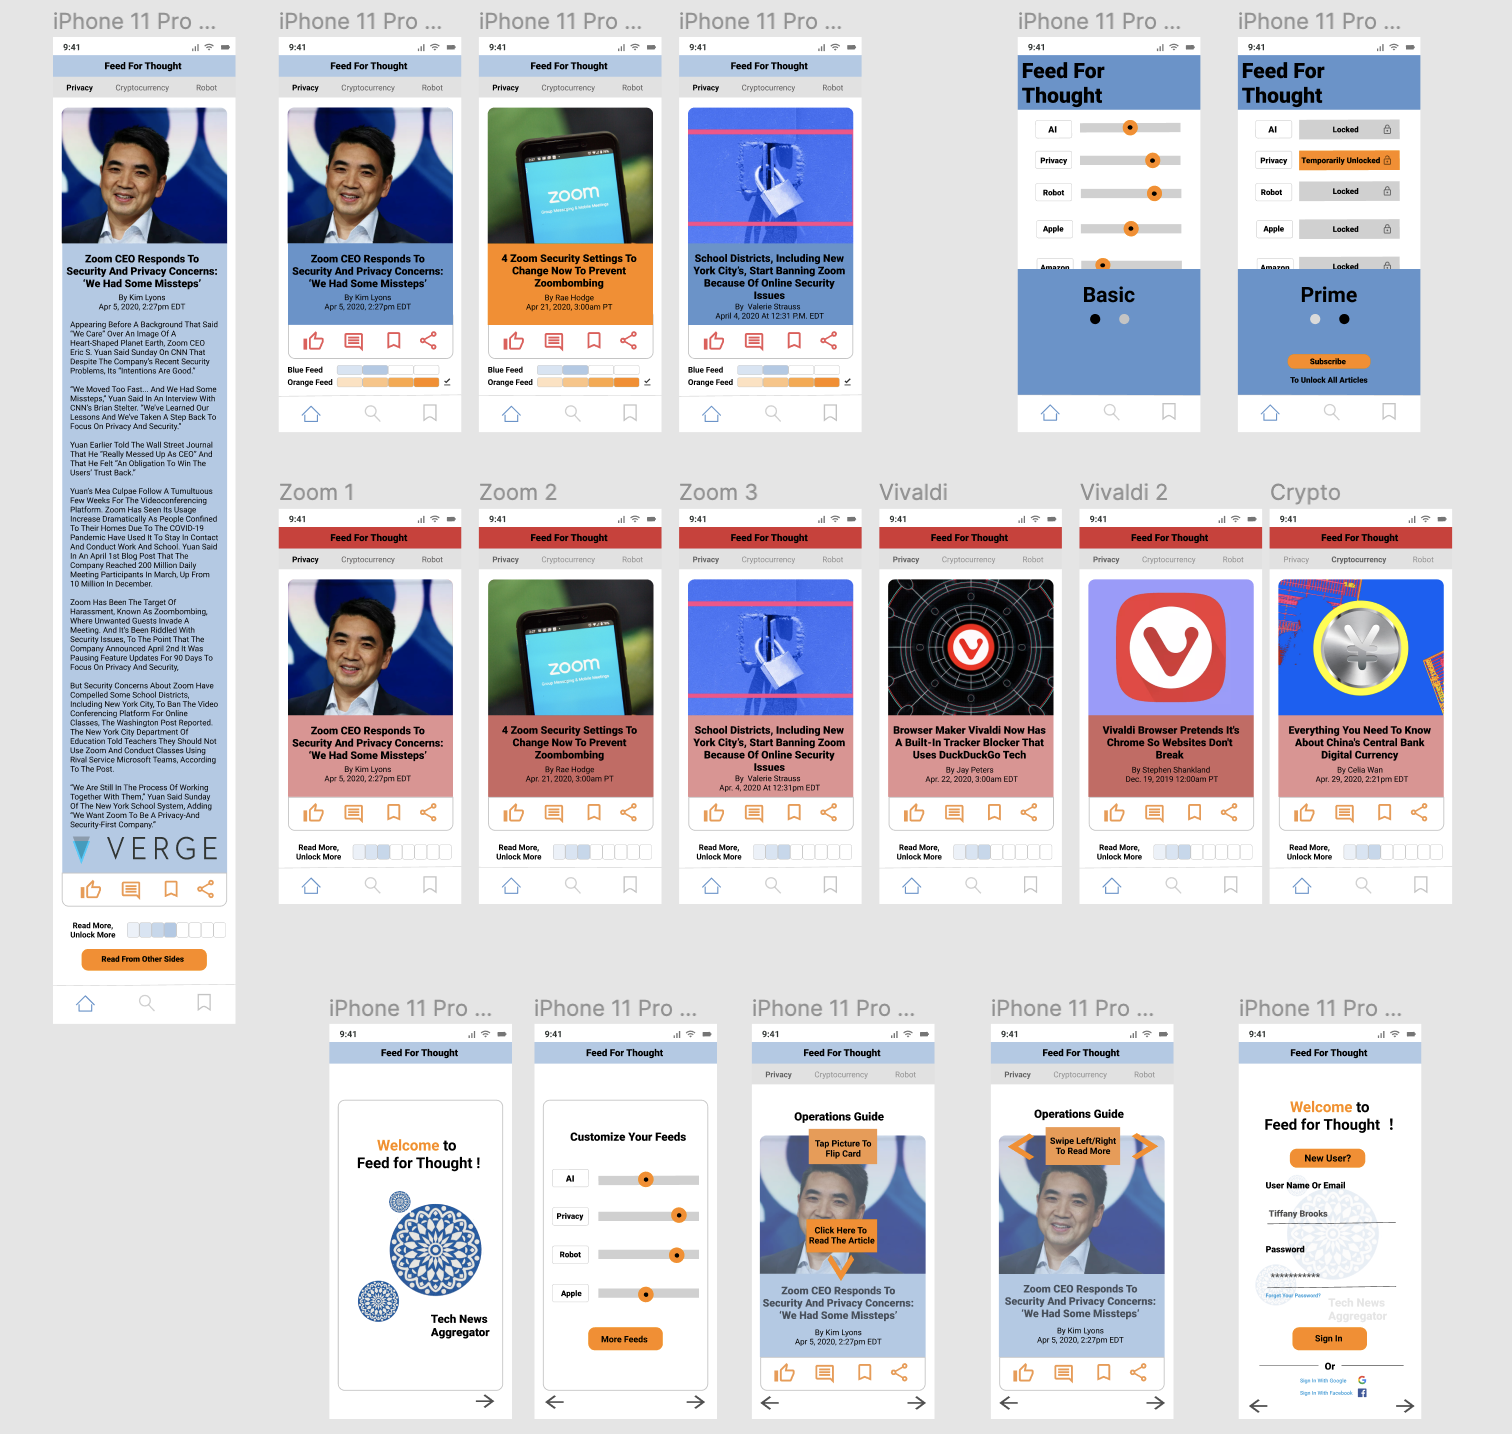 iPhone 11 Pro ...
9:41
Feed For Thought
Privacy Cryptocurrency Robot
Zoom CEO Responds To
Security And Privacy Concerns:
‘We Had Some Missteps’
By Kim Lyons
Apr 5, 2020, 2:27pm EDT
Appearing Before A Background That Said
“We Care” Over An Image Of A
Heart-Shaped Planet Earth, Zoom CEO
Eric S. Yuan Said Sunday On CNN That
Despite The Company’s Recent Security
Problems, Its “Intentions Are Good.”
“We Moved Too Fast... And We Had Some
Missteps,” Yuan Said In An Interview With
CNN’s Brian Stelter. “We’ve Learned Our
Lessons And We’ve Taken A Step Back To
Focus On Privacy And Security.”
Yuan Earlier Told The Wall Street Journal
That He “Really Messed Up As CEO” And
That He Felt “An Obligation To Win The
Users’ Trust Back.”
Yuan’s Mea Culpae Follow A Tumultuous
Few Weeks For The Videoconferencing
Platform. Zoom Has Seen Its Usage
Increase Dramatically As People Confined
To Their Homes Due To The COVID-19
Pandemic Have Used It To Stay In Contact
And Conduct Work And School. Yuan Said
In An April 1st Blog Post That The
Company Reached 200 Million Daily
Meeting Participants In March, Up From
10 Million In December.
Zoom Has Been The Target Of
Harassment, Known As Zoombombing,
Where Unwanted Guests Invade A
Meeting. And It’s Been Riddled With
Security Issues, To The Point That The
Company Announced April 2nd It Was
Pausing Feature Updates For 90 Days To
Focus On Privacy And Security,
But Security Concerns About Zoom Have
Compelled Some School Districts,
Including New York City, To Ban The Video
Conferencing Platform For Online
Classes, The Washington Post Reported.
The New York City Department Of
Education Told Teachers They Should Not
Use Zoom And Conduct Classes Using
Rival Service Microsoft Teams, According
To The Post.
“We Are Still In The Process Of Working
Together With Them,” Yuan Said Sunday
Of The New York School System, Adding
“We Want Zoom To Be A Privacy-And
Security-First Company.”
VERGE
Read More,
Unlock More
Read From Other Sides
iPhone 11 Pro ...
9:41
Feed For Thought
Privacy Cryptocurrency Robot
Zoom CEO Responds To
Security And Privacy Concerns:
‘We Had Some Missteps’
By Kim Lyons
Apr 5, 2020, 2:27pm EDT
Blue Feed
Orange Feed
iPhone 11 Pro ...
9:41
Feed For Thought
Privacy Cryptocurrency Robot
zoom
4 Zoom Security Settings To
Change Now To Prevent
Zoombombing
By Rae Hodge
Apr 21, 2020, 3:00am PT
Blue Feed
Orange Feed
iPhone 11 Pro ...
9:41
Feed For Thought
Privacy Cryptocurrency Robot
School Districts, Including New
York City’s, Start Banning Zoom
Because Of Online Security
Issues
By Valerie Strauss
April 4, 2020 At 12:31 P.M. EDT
Blue Feed
Orange Feed
iPhone 11 Pro ...
9:41
Feed For
Thought
AI
Privacy
Robot
Apple
Amazon
Basic
iPhone 11 Pro ...
9:41
Feed For
Thought
AI Locked
Privacy Temporarily Unlocked
Robot Locked
Apple Locked
Amazon Locked
Prime
Subscribe
To Unlock All Articles
Zoom 1
9:41
Feed For Thought
Privacy Cryptocurrency Robot
Zoom CEO Responds To
Security And Privacy Concerns:
‘We Had Some Missteps’
By Kim Lyons
Apr 5, 2020, 2:27pm EDT
Read More,
Unlock More
Zoom 2
9:41
Feed For Thought
Privacy Cryptocurrency Robot
zoom
4 Zoom Security Settings To
Change Now To Prevent
Zoombombing
By Rae Hodge
Apr 21, 2020, 3:00am PT
Read More,
Unlock More
Zoom 3
9:41
Feed For Thought
Privacy Cryptocurrency Robot
School Districts, Including New
York City’s, Start Banning Zoom
Because Of Online Security
Issues
By Valerie Strauss
Apr. 4, 2020 At 12:31pm EDT
Read More,
Unlock More
Vivaldi
9:41
Feed For Thought
Privacy Cryptocurrency Robot
Browser Maker Vivaldi Now Has
A Built-In Tracker Blocker That
Uses DuckDuckGo Tech
By Jay Peters
Apr. 22, 2020, 3:00am EDT
Read More,
Unlock More
Vivaldi 2
9:41
Feed For Thought
Privacy Cryptocurrency Robot
Vivaldi Browser Pretends It's
Chrome So Websites Don't
Break
By Stephen Shankland
Dec. 19, 2019 12:00am PT
Read More,
Unlock More
Crypto
9:41
Feed For Thought
Privacy Cryptocurrency Robot
Everything You Need To Know
About China's Central Bank
Digital Currency
By Celia Wan
Apr. 29, 2020, 2:21pm EDT
Read More,
Unlock More
iPhone 11 Pro ...
9:41
Feed For Thought
Welcome to
Feed for Thought !
Tech News
Aggregator
iPhone 11 Pro ...
9:41
Feed For Thought
Customize Your Feeds
AI
Privacy
Robot
Apple
More Feeds
iPhone 11 Pro ...
9:41
Feed For Thought
Privacy Cryptocurrency Robot
Operations Guide
Tap Picture To
Flip Card
Click Here To
Read The Article
Zoom CEO Responds To
Security And Privacy Concerns:
‘We Had Some Missteps’
By Kim Lyons
Apr 5, 2020, 2:27pm EDT
iPhone 11 Pro ...
9:41
Feed For Thought
Privacy Cryptocurrency Robot
Operations Guide
Swipe Left/Right
To Read More
Zoom CEO Responds To
Security And Privacy Concerns:
‘We Had Some Missteps’
By Kim Lyons
Apr 5, 2020, 2:27pm EDT
iPhone 11 Pro ...
9:41
Feed For Thought
Welcome to
Feed For Thought !
New User?
User Name Or Email
Tiffany Brooks
Password
***********
Forget Your Password?
Tech News
Aggregator
Sign In
Or
Sign In With Google
Sign In With Facebook